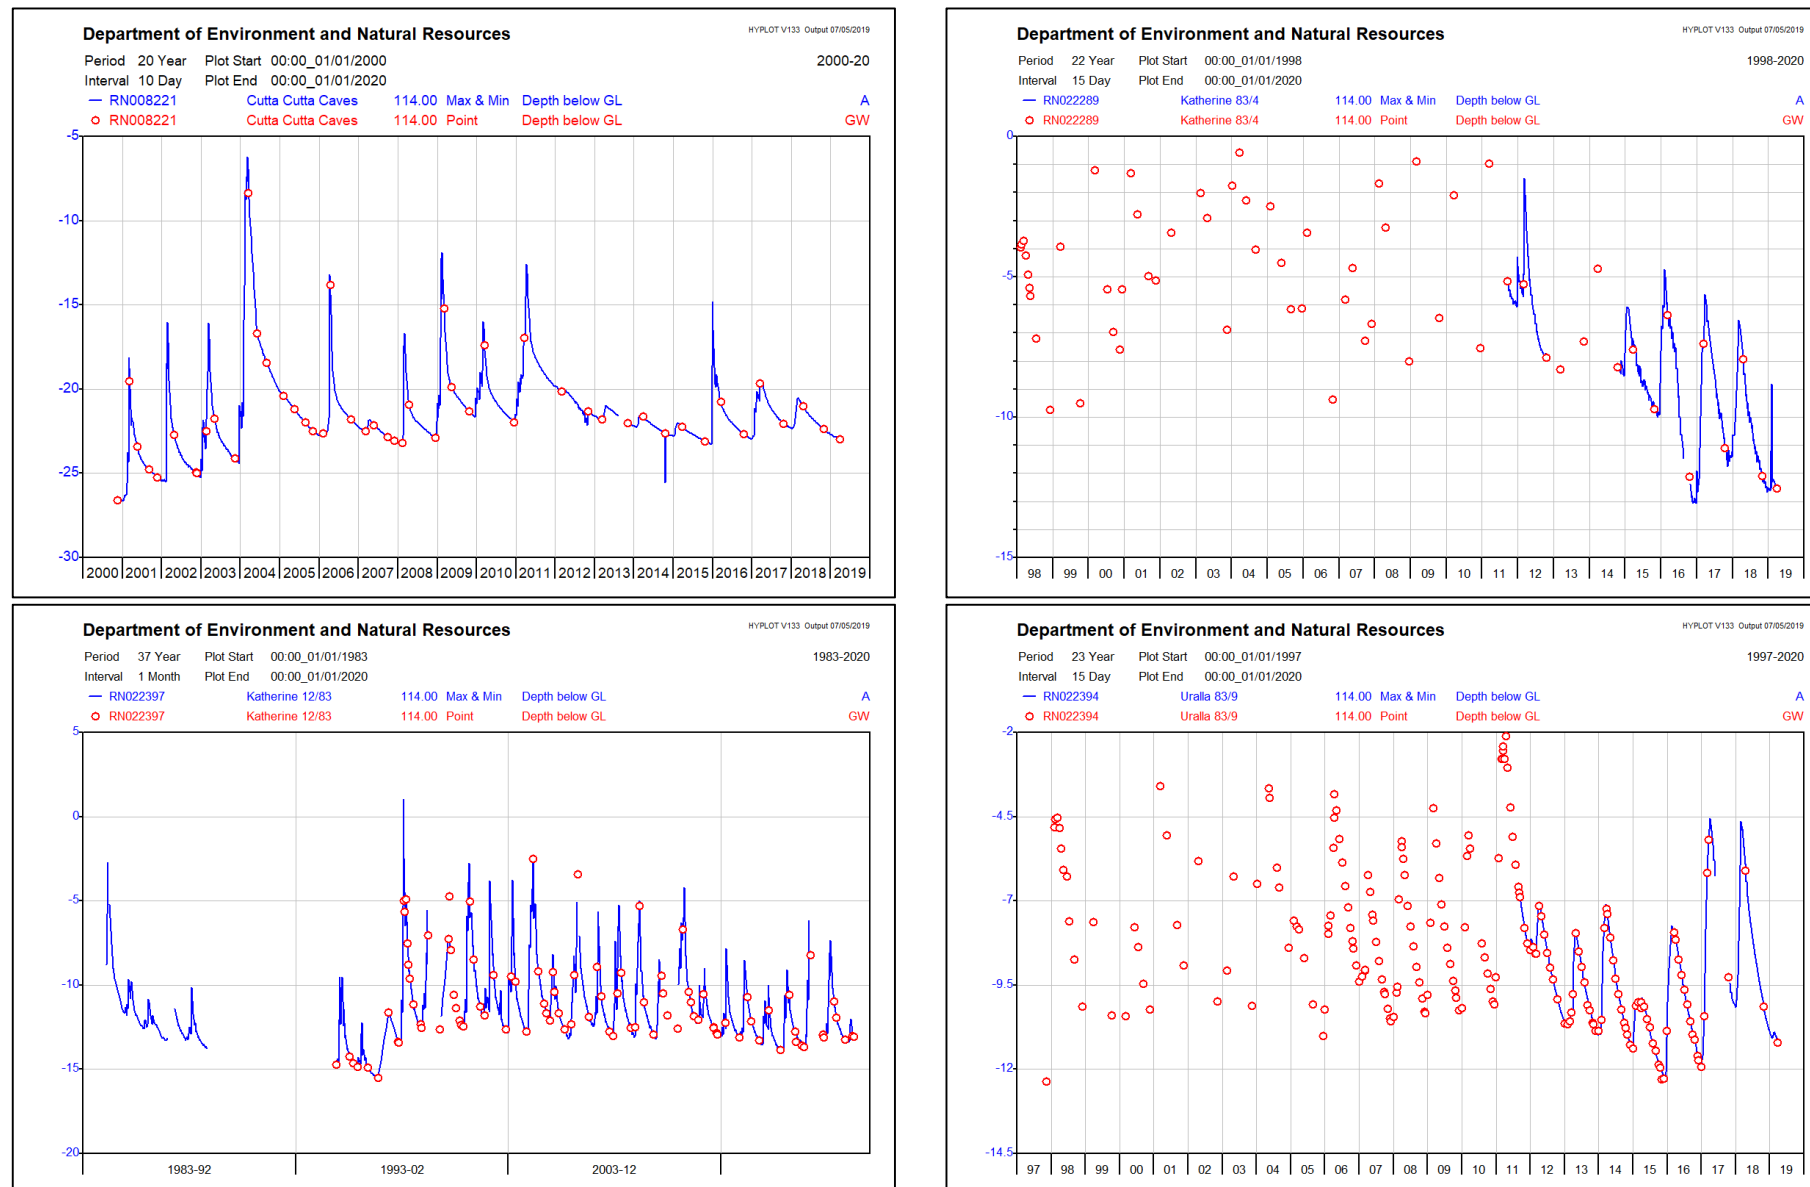 Department of Environment and Natural Resources
HYPLOT V133 Output 07/05/2019
Period 20 Year Plot Start 00:00_01/01/2000
2000-20
Interval 10 Day Plot End 00:00_01/01/2020
RN008221 Cutta Cutta Caves 114.00 Max & Min Depth below GL A
RN008221 Cutta Cutta Caves 114.00 Point Depth below GL GW
-5
-10
-15
-20
-25
-30
2000 2001 2002 2003 2004 2005 2006 2007 2008 2009 2010 2011 2012 2013 2014 2015 2016 2017 2018 2019
Department of Environment and Natural Resources
HYPLOT V133 Output 07/05/2019
Period 22 Year Plot Start 00:00_01/01/1998
1998-2020
Interval 15 Day Plot End 00:00_01/01/2020
RN022289 Katherine 83/4 114.00 Max & Min Depth below GL A
RN022289 Katherine 83/4 114.00 Point Depth below GL GW
0
-5
-10
-15
98 99 00 01 02 03 04 05 06 07 08 09 10 11 12 13 14 15 16 17 18 19
Department of Environment and Natural Resources
HYPLOT V133 Output 07/05/2019
Period 37 Year Plot Start 00:00_01/01/1983
1983-2020
Interval 1 Month Plot End 00:00_01/01/2020
RN022397 Katherine 12/83 114.00 Max & Min Depth below GL A
RN022397 Katherine 12/83 114.00 Point Depth below GL GW
5
0
-5
-10
-15
-20
1983-92 1993-02 2003-12
Department of Environment and Natural Resources
HYPLOT V133 Output 07/05/2019
Period 23 Year Plot Start 00:00_01/01/1997
1997-2020
Interval 15 Day Plot End 00:00_01/01/2020
RN022394 Uralla 83/9 114.00 Max & Min Depth below GL A
RN022394 Uralla 83/9 114.00 Point Depth below GL GW
-2
-4.5
-7
-9.5
-12
-14.5
97 98 99 00 01 02 03 04 05 06 07 08 09 10 11 12 13 14 15 16 17 18 19